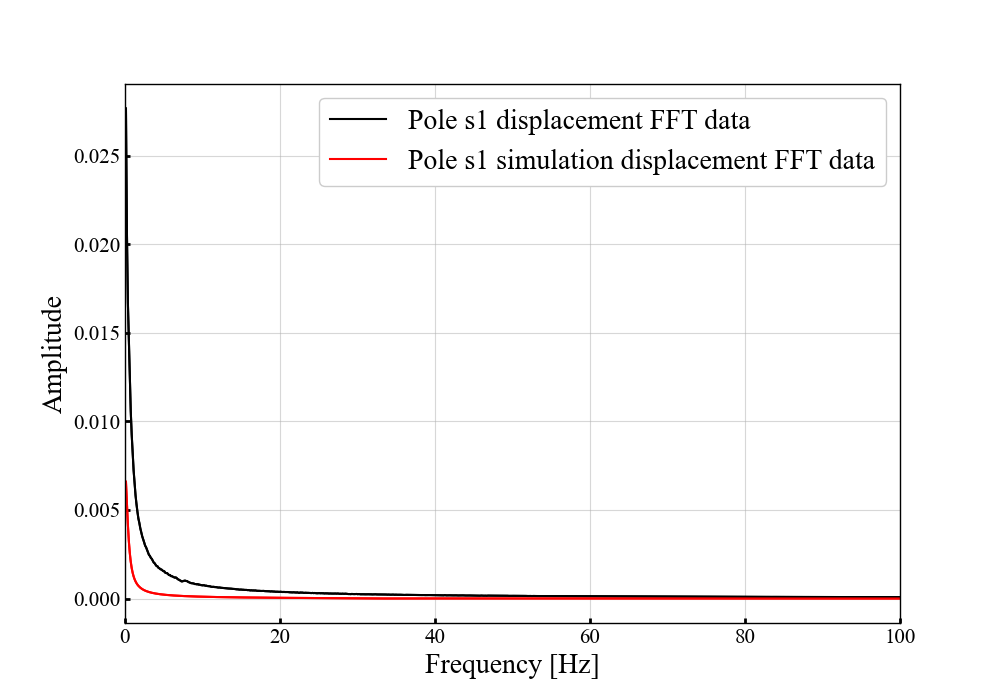 Pole s1 displacement FFT data
Pole s1 simulation displacement FFT data
0.025
0.020
0.015
0.010
0.005
0.000
Amplitude
0 20 40 60 80 100
Frequency [Hz]